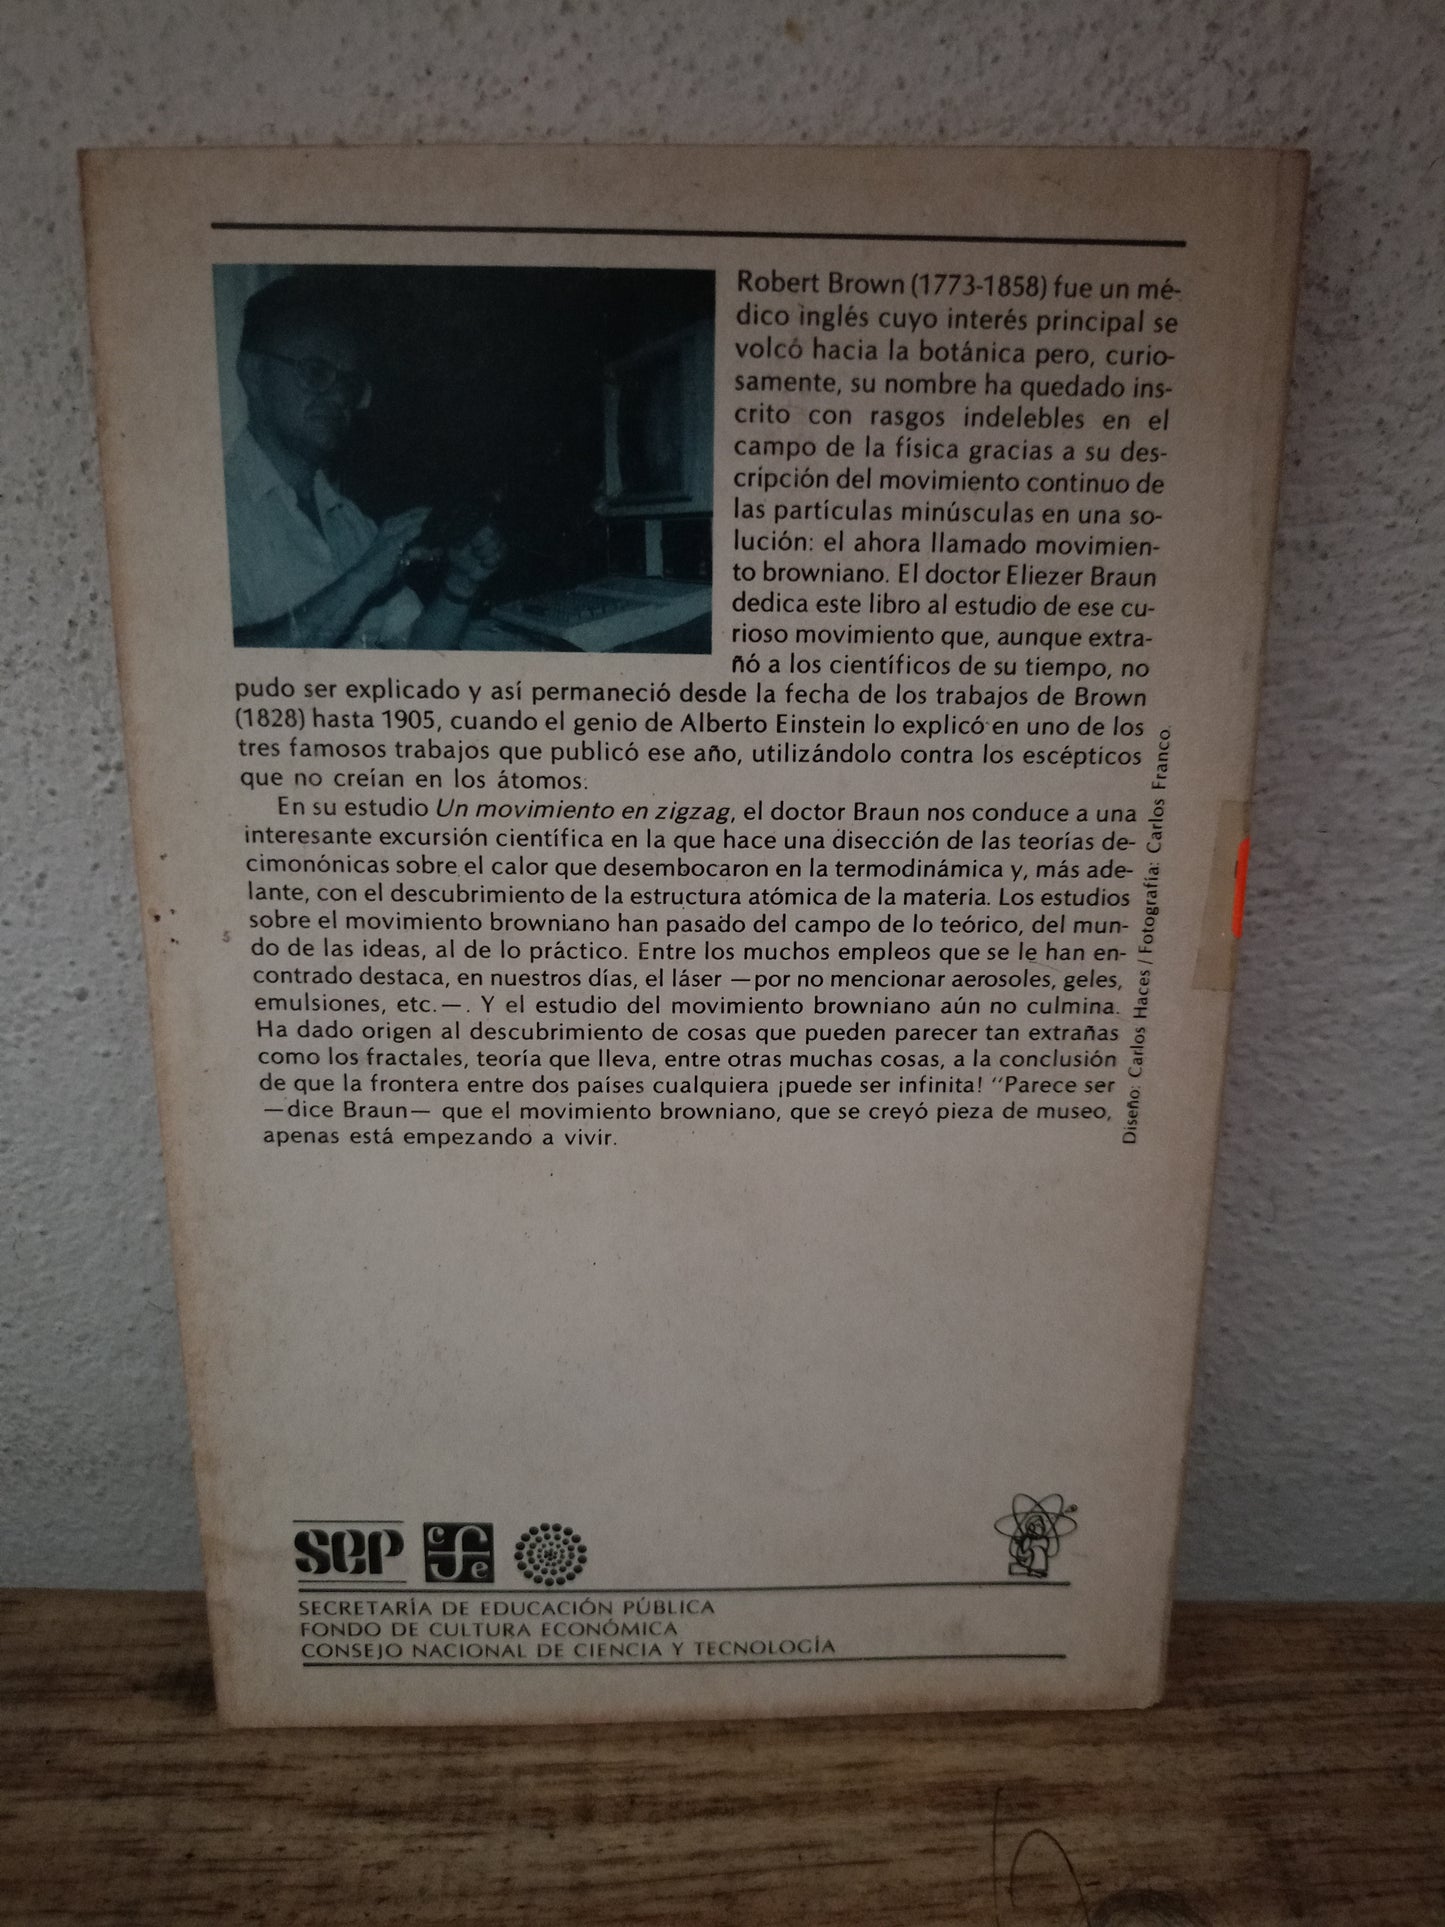 Robert Brown (1773-1858) fue un mé-
dico inglés cuyo interés principal se
volcó hacia la botánica pero, curio-
samente, su nombre ha quedado ins-
crito con rasgos indelebles en el
campo de la física gracias a su des-
cripción del movimiento continuo de
las partículas minúsculas en una so-
lución: el ahora llamado movimien-
to browniano. El doctor Eliezer Braun
dedica este libro al estudio de ese cu-
rioso movimiento que, aunque extra-
ñó a los científicos de su tiempo, no
pudo ser explicado y así permaneció desde la fecha de los trabajos de Brown
(1828) hasta 1905, cuando el genio de Alberto Einstein lo explicó en uno de los
tres famosos trabajos que publicó ese año, utilizándolo contra los escépticos
que no creían en los átomos.
En su estudio Un movimiento en zigzag, el doctor Braun nos conduce a una
interesante excursión científica en la que hace una disección de las teorías de-
cimonónicas sobre el calor que desembocaron en la termodinámica y, más ade-
lante, con el descubrimiento de la estructura atómica de la materia. Los estudios
sobre el movimiento browniano han pasado del campo de lo teórico, del mun-
do de las ideas, al de lo práctico. Entre los muchos empleos que se le han en-
contrado destaca, en nuestros días, el láser —por no mencionar aerosoles, geles,
emulsiones, etc.—. Y el estudio del movimiento browniano aún no culmina.
Ha dado origen al descubrimiento de cosas que pueden parecer tan extrañas
como los fractales, teoría que lleva, entre otras muchas cosas, a la conclusión
de que la frontera entre dos países cualquiera ¡puede ser infinita! "Parece ser
—dice Braun— que el movimiento browniano, que se creyó pieza de museo,
apenas está empezando a vivir.
Diseño: Carlos Haces / Fotografía: Carlos Franco.
sep cfe
SECRETARÍA DE EDUCACIÓN PÚBLICA
FONDO DE CULTURA ECONÓMICA
CONSEJO NACIONAL DE CIENCIA Y TECNOLOGÍA